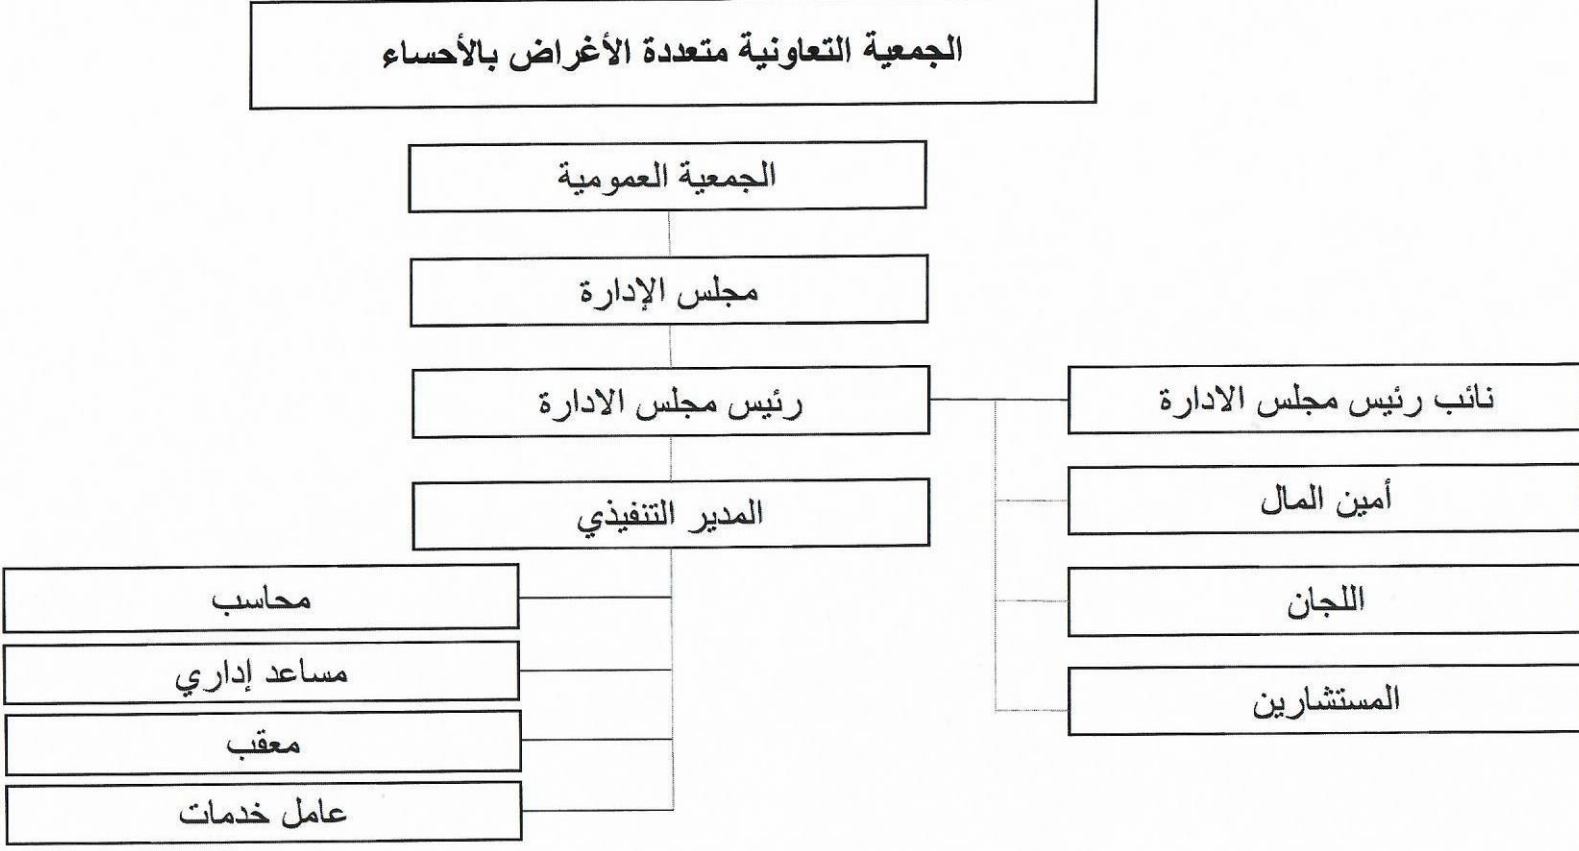 الجمعية التعاونية متعددة الأغراض بالأحساء
الجمعية العمومية
مجلس الإدارة
رئيس مجلس الادارة
نائب رئيس مجلس الادارة
المدير التنفيذي
أمين المال
اللجان
المستشارين
محاسب
مساعد إداري
معقب
عامل خدمات